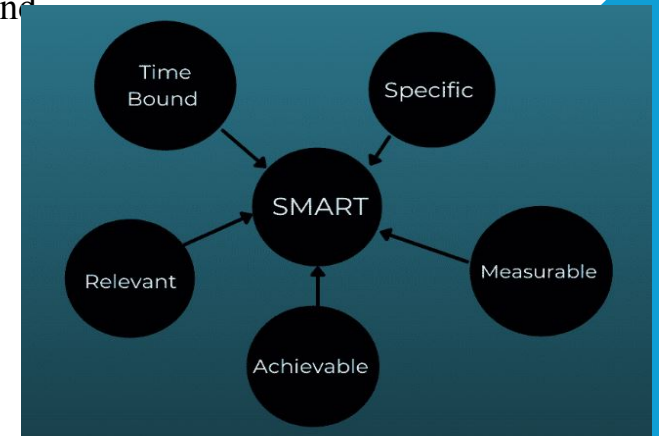 Time
Bound
Specific
SMART
Relevant
Measurable
Achievable